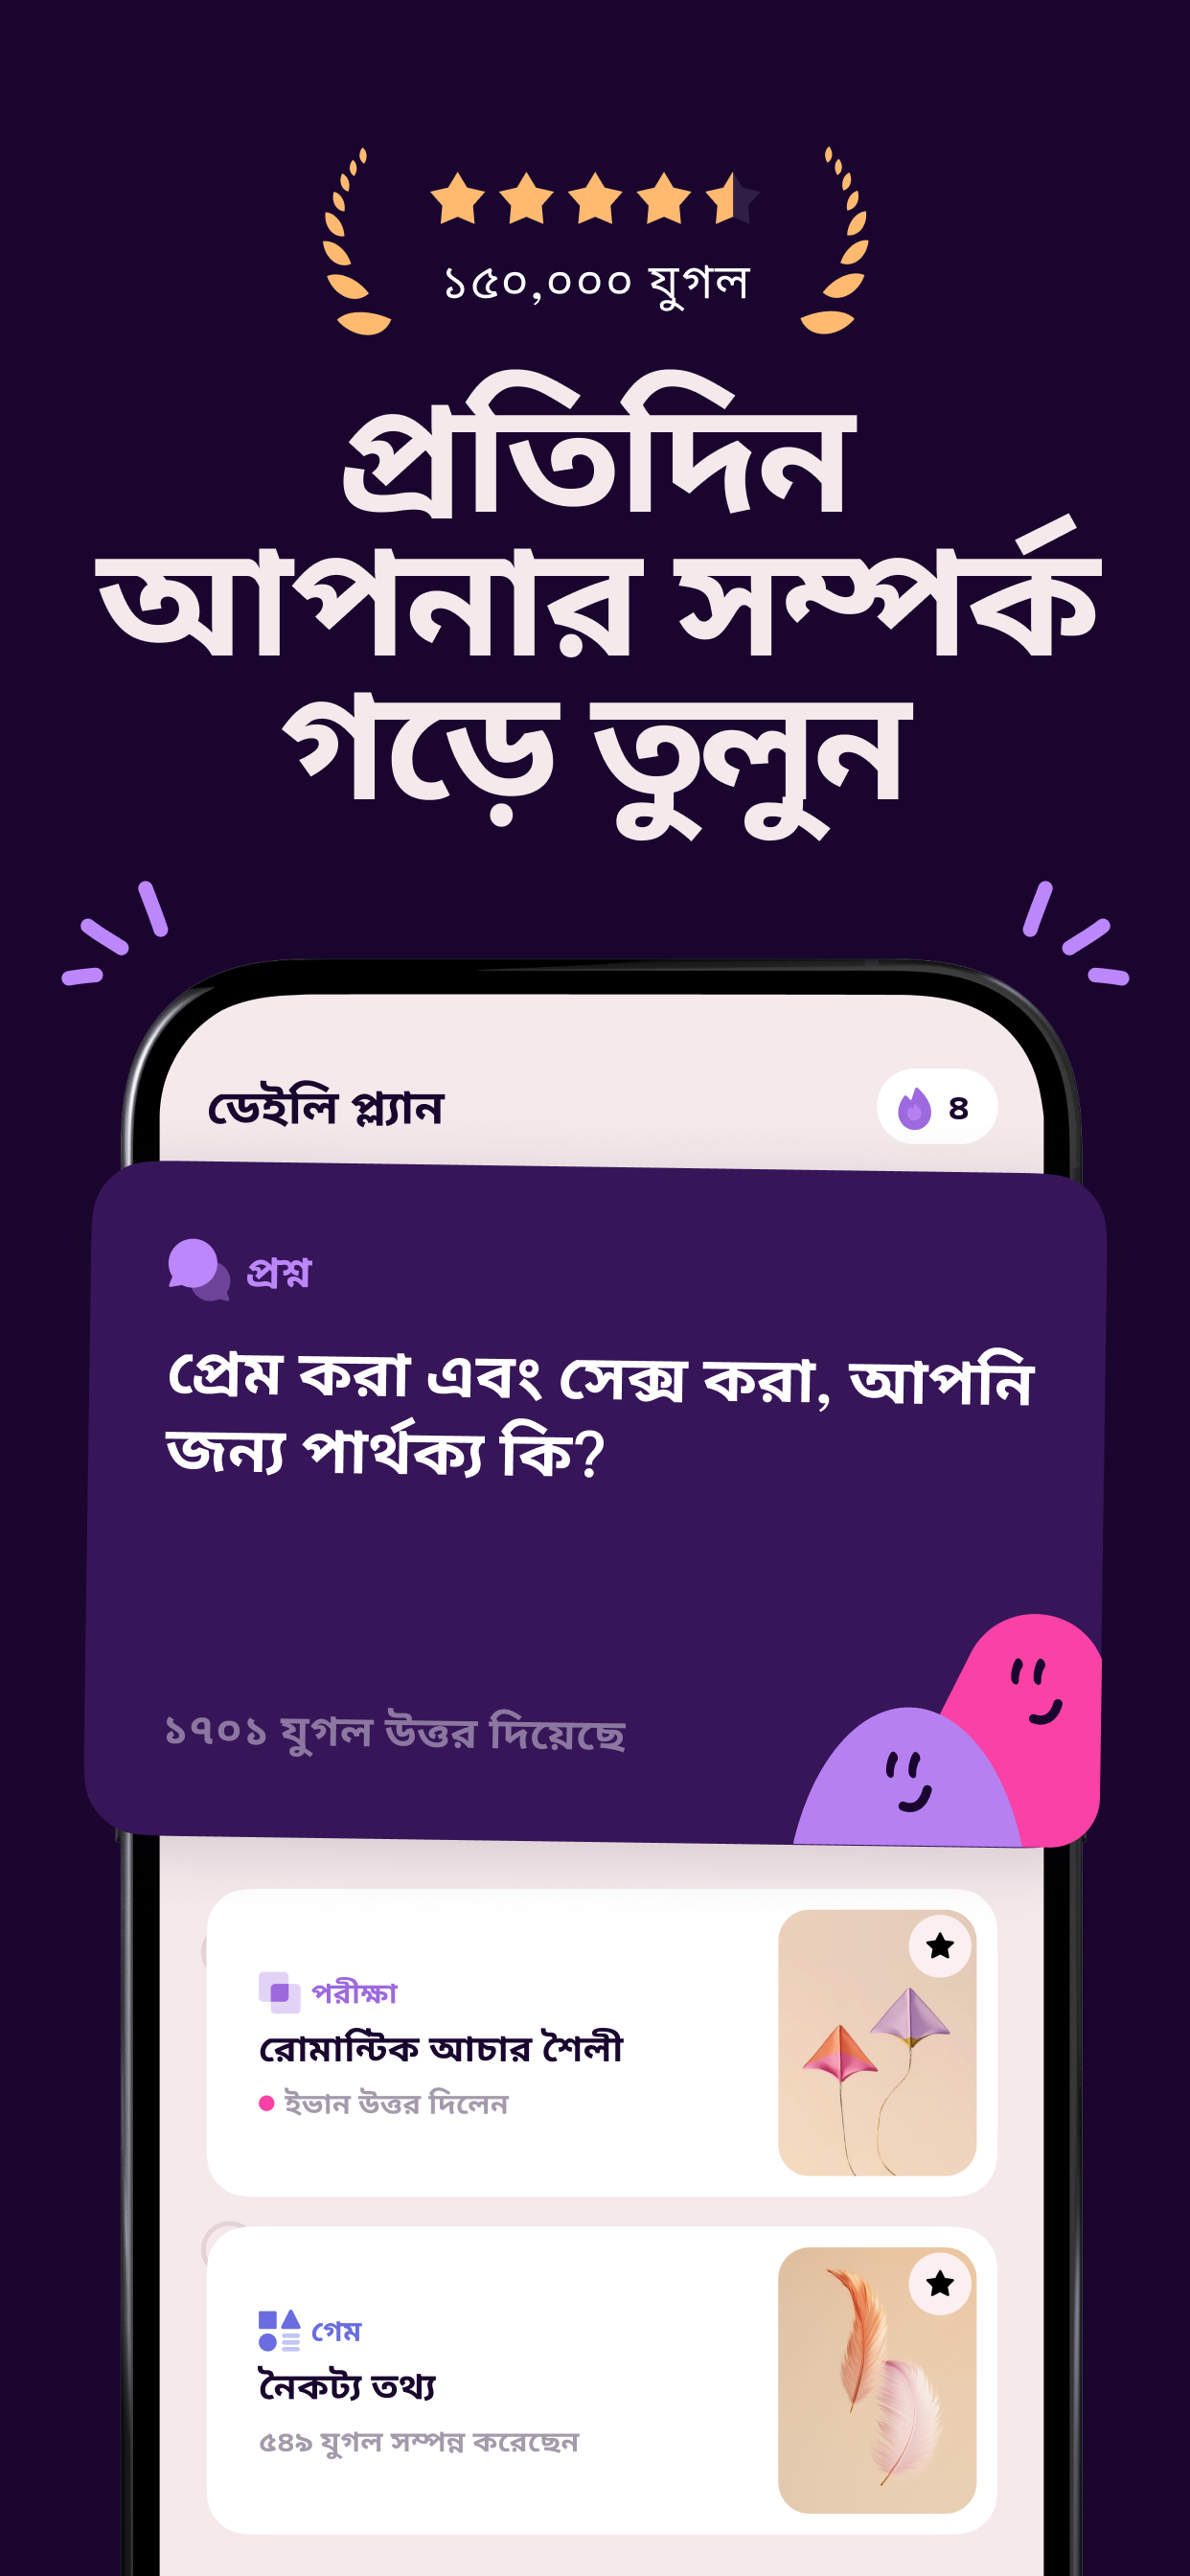 ১৫০,০০০ যুগল
প্রতিদিন
আপনার সম্পর্ক
গড়ে তুলুন
ডেইলি প্ল্যান
৪
প্রশ্ন
প্রেম করা এবং সেক্স করা, আপনি
জন্য পার্থক্য কি?
১৭০১ যুগল উত্তর দিয়েছে
পরীক্ষা
রোমান্টিক আচার শৈলী
ইভান উত্তর দিলেন
গেম
নৈকট্য তথ্য
৫৪৯ যুগল সম্পন্ন করেছেন